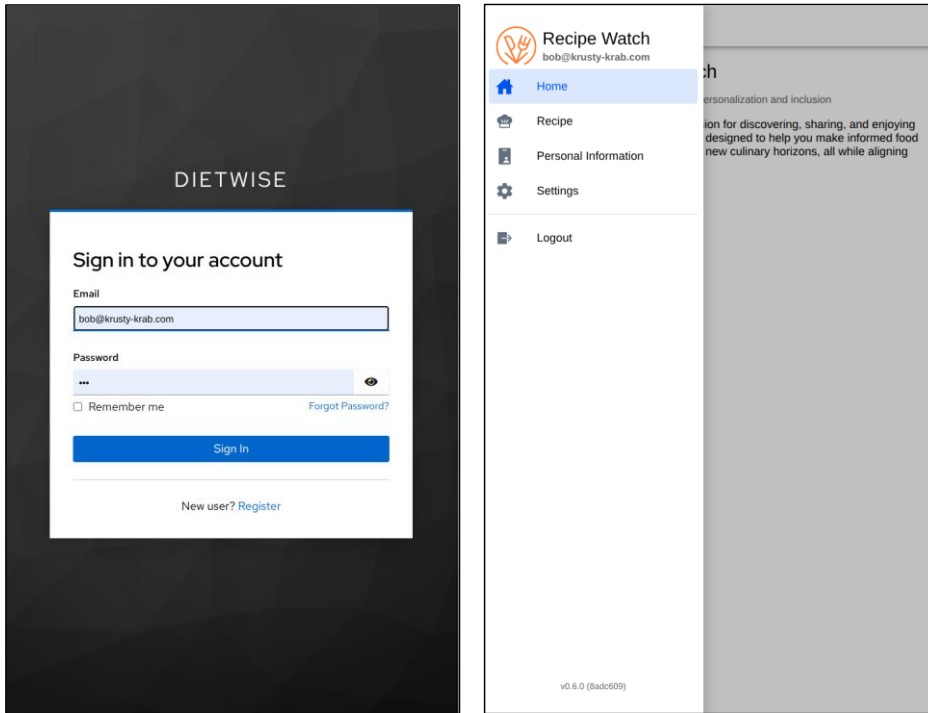 DIETWISE
Sign in to your account
Email
bob@krusty-krab.com
Password
•••
Remember me
Forgot Password?
Sign In
New user? Register
Recipe Watch
bob@krusty-krab.com
Home
Recipe
Personal Information
Settings
Logout
v0.6.0 (8adc609)
ch
ersonalization and inclusion
ion for discovering, sharing, and enjoying
designed to help you make informed food
new culinary horizons, all while aligning